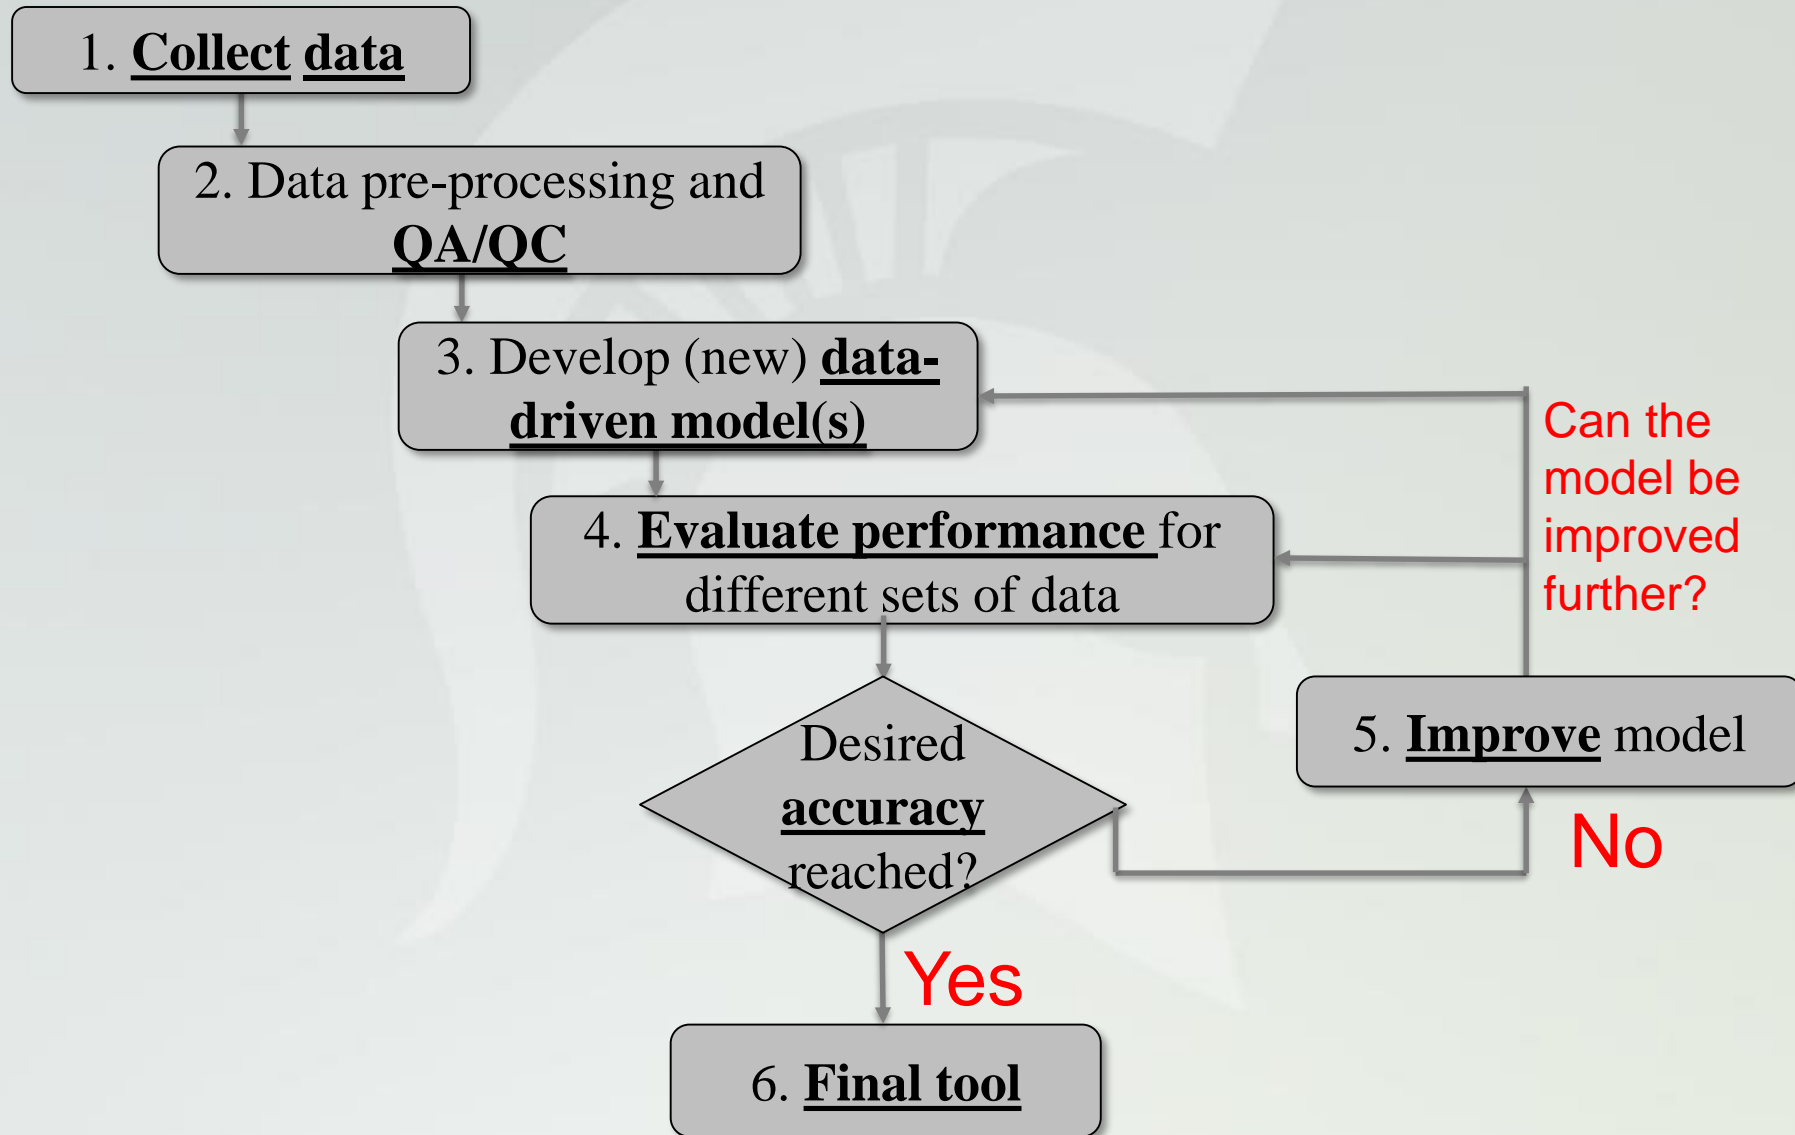 1. Collect data
2. Data pre-processing and
QA/QC
3. Develop (new) data-
driven model(s)
4. Evaluate performance for
different sets of data
Can the
model be
improved
further?
Desired
accuracy
reached?
5. Improve model
No
Yes
6. Final tool